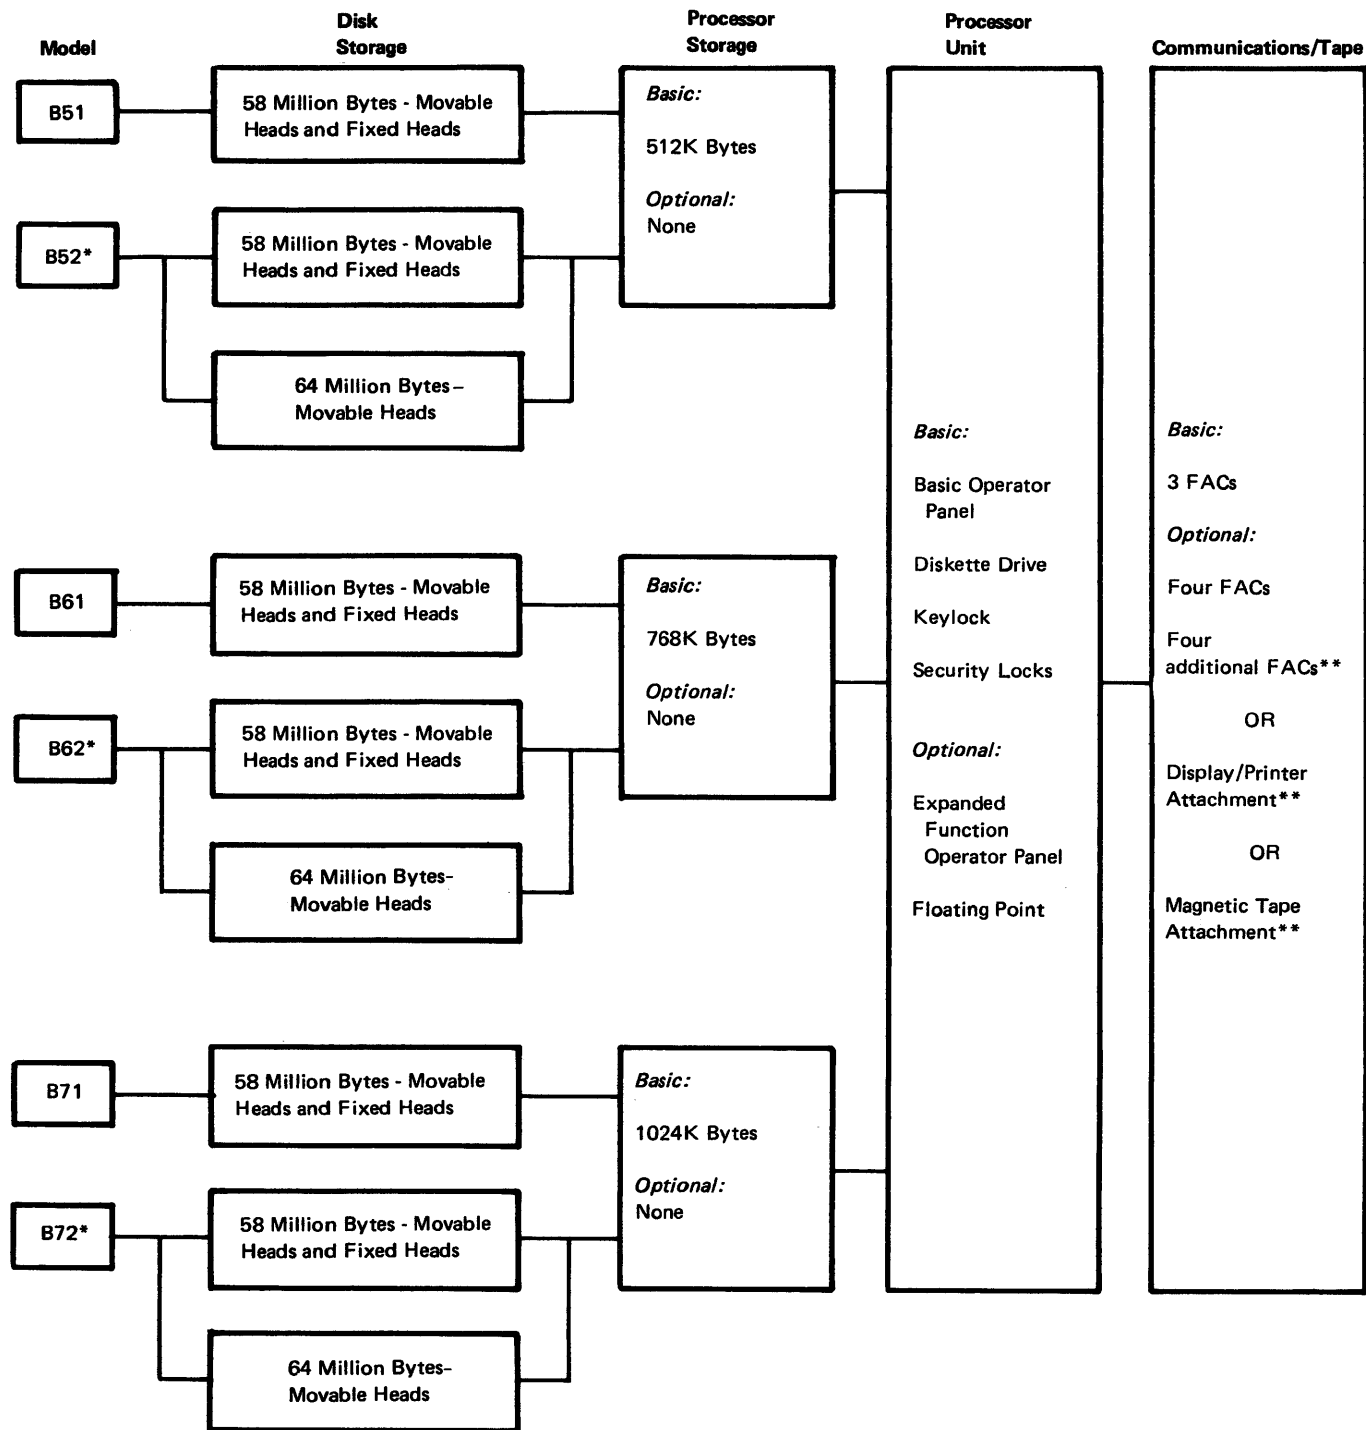 Model
Disk
Storage
Processor
Storage
Processor
Unit
Communications/Tape
B51
58 Million Bytes - Movable
Heads and Fixed Heads
B52*
58 Million Bytes - Movable
Heads and Fixed Heads
64 Million Bytes–
Movable Heads
Basic:
512K Bytes
Optional:
None
B61
58 Million Bytes - Movable
Heads and Fixed Heads
B62*
58 Million Bytes - Movable
Heads and Fixed Heads
64 Million Bytes-
Movable Heads
Basic:
768K Bytes
Optional:
None
B71
58 Million Bytes - Movable
Heads and Fixed Heads
B72*
58 Million Bytes - Movable
Heads and Fixed Heads
64 Million Bytes–
Movable Heads
Basic:
1024K Bytes
Optional:
None
Basic:
Basic Operator
Panel
Diskette Drive
Keylock
Security Locks
Optional:
Expanded
Function
Operator Panel
Floating Point
Basic:
3 FACs
Optional:
Four FACs
Four
additional FACs**
OR
Display/Printer
Attachment**
OR
Magnetic Tape
Attachment**